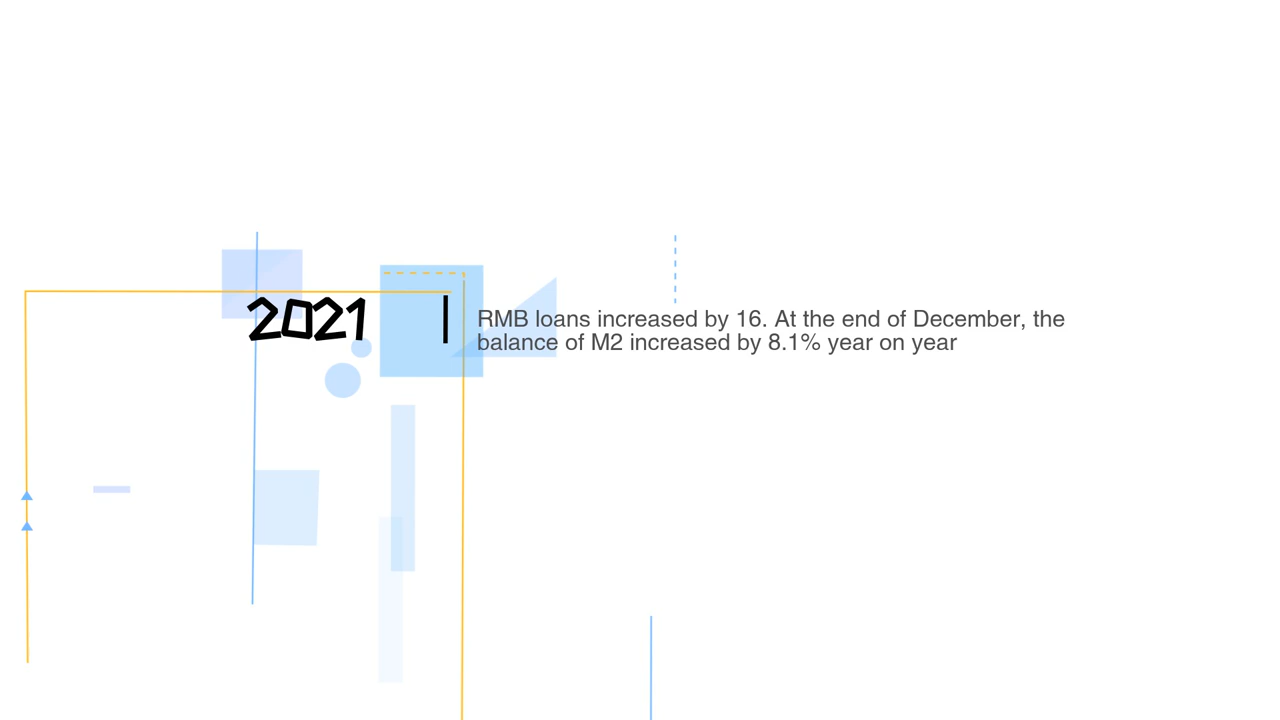 2021
RMB loans increased by 16. At the end of December, the
balance of M2 increased by 8.1% year on year